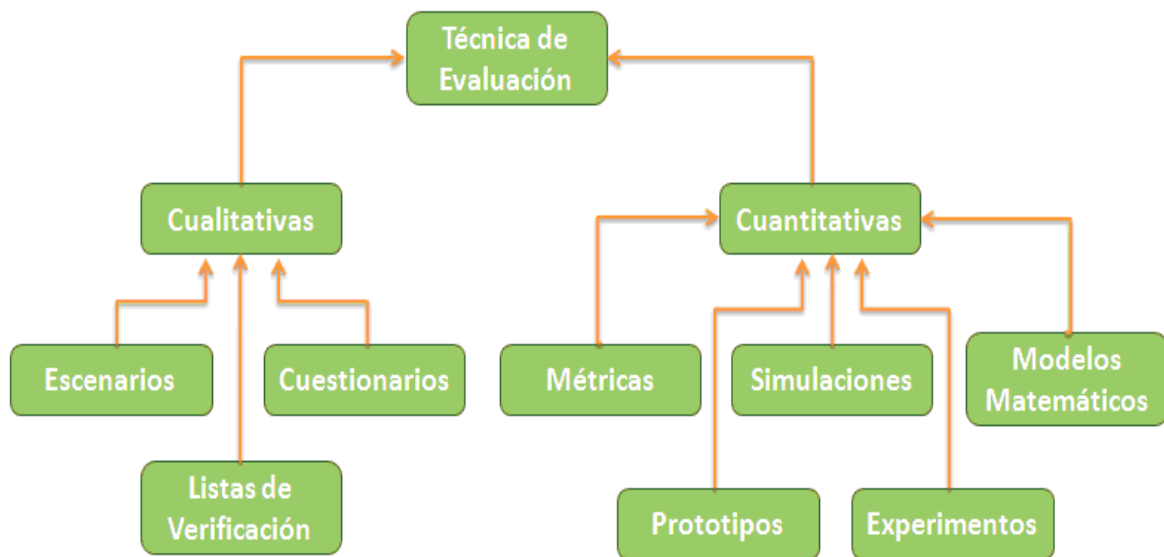 Técnica de
Evaluación
Cualitativas
Cuantitativas
Escenarios
Cuestionarios
Métricas
Simulaciones
Modelos
Matemáticos
Listas de
Verificación
Prototipos
Experimentos